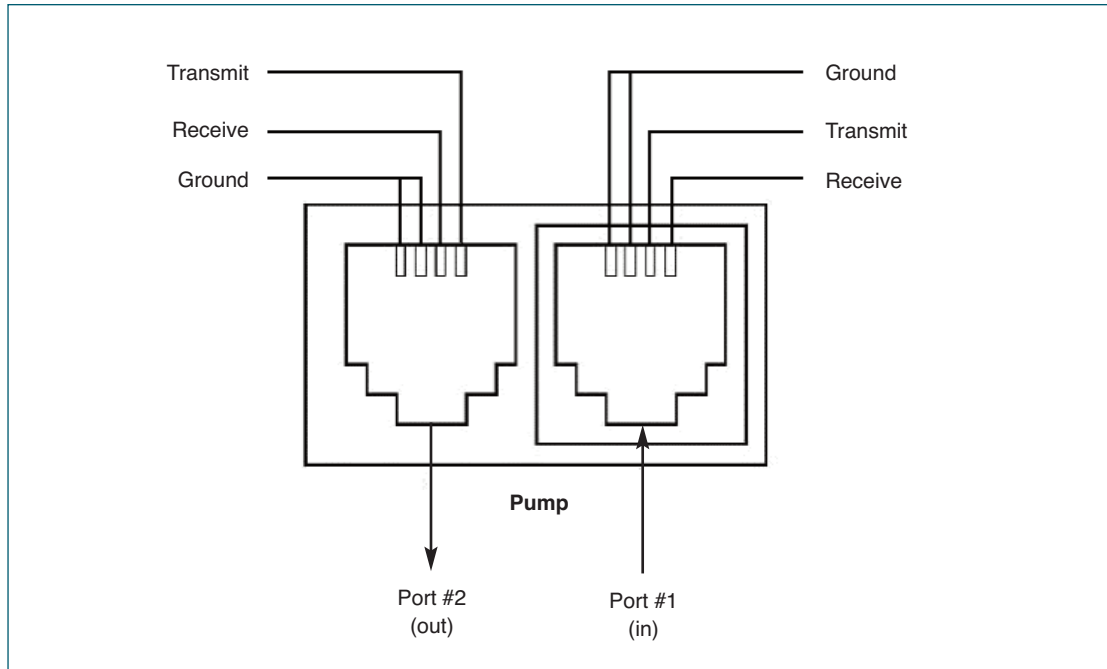 Transmit
Receive
Ground
Ground
Transmit
Receive
Pump
Port #2
(out)
Port #1
(in)